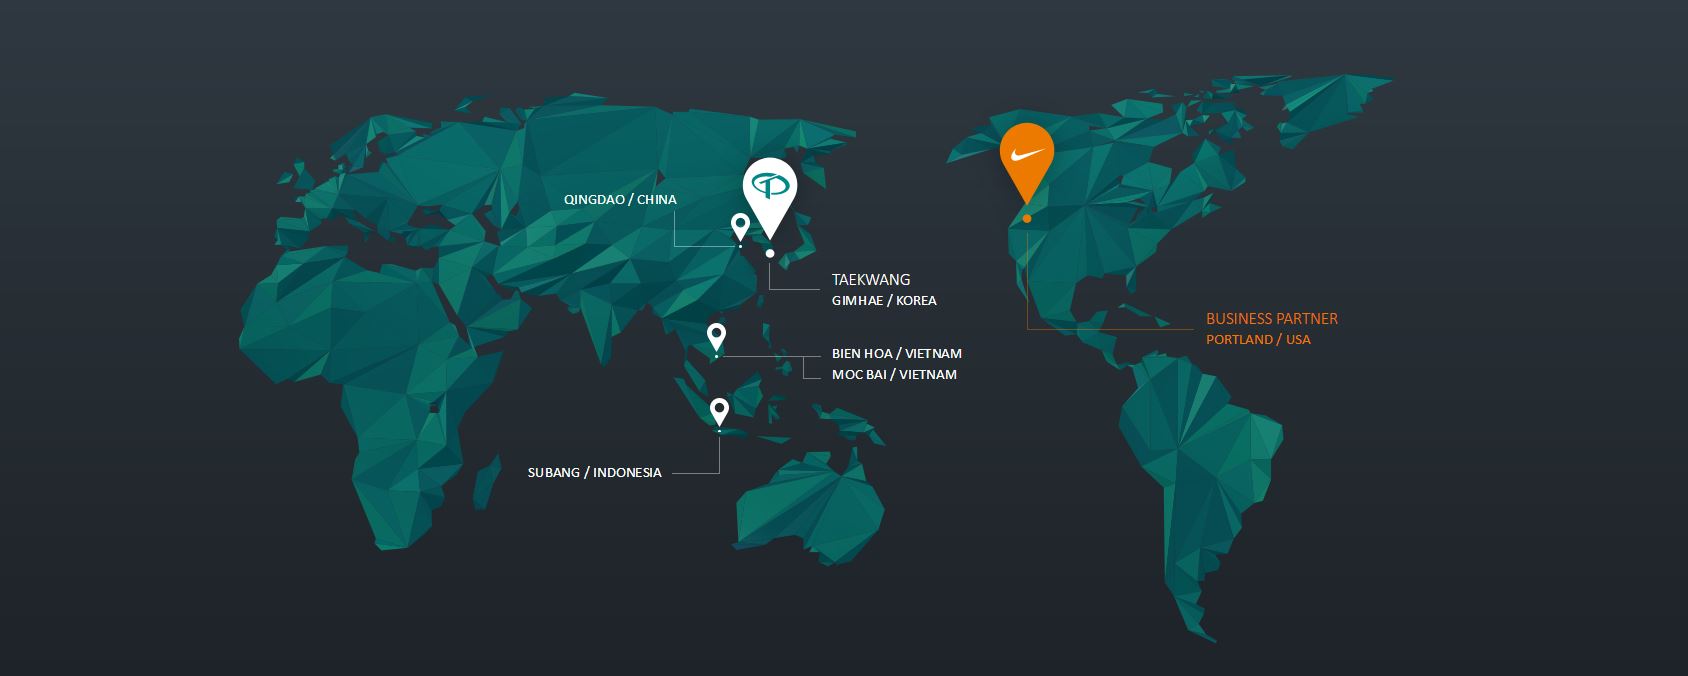 QINGDAO / CHINA
TAEKWANG
GIMHAE / KOREA
BUSINESS PARTNER
PORTLAND / USA
BIEN HOA / VIETNAM
MOC BAI / VIETNAM
SUBANG / INDONESIA